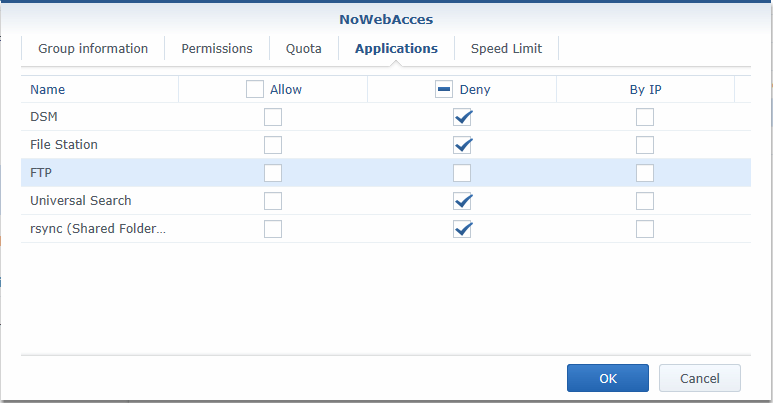 NoWebAcces
Group information Permissions Quota Applications Speed Limit
Name Allow Deny By IP
DSM
File Station
FTP
Universal Search
rsync (Shared Folder...
OK Cancel